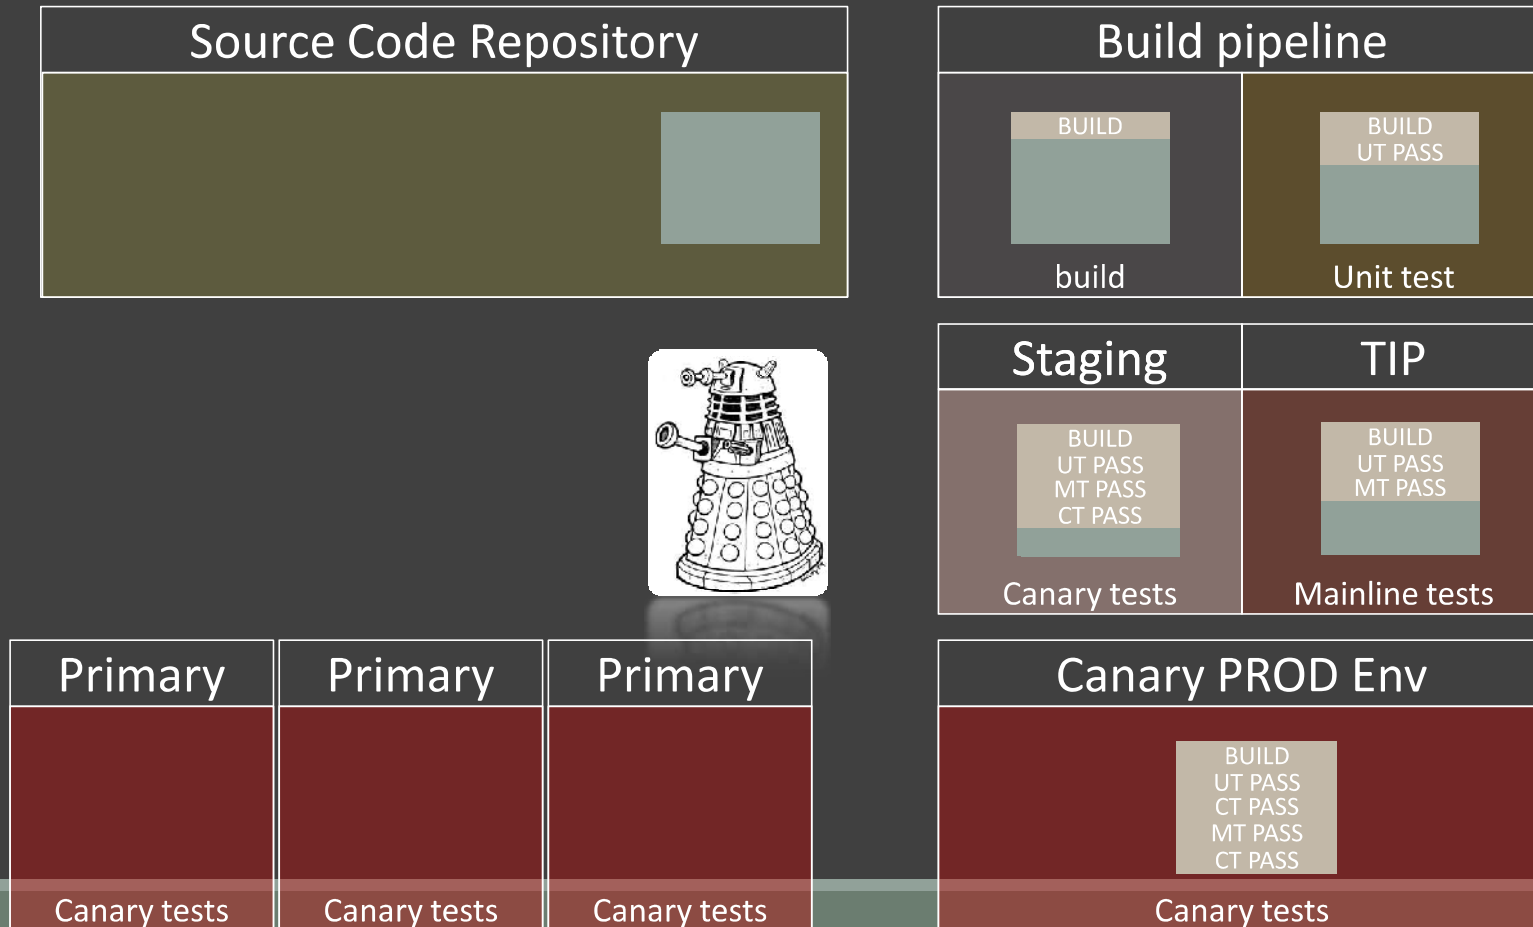 Source Code Repository
Build pipeline
BUILD
build
BUILD
UT PASS
Unit test
Staging
BUILD
UT PASS
MT PASS
CT PASS
Canary tests
TIP
BUILD
UT PASS
MT PASS
Mainline tests
Primary
Canary tests
Primary
Canary tests
Primary
Canary tests
Canary PROD Env
BUILD
UT PASS
CT PASS
MT PASS
CT PASS
Canary tests